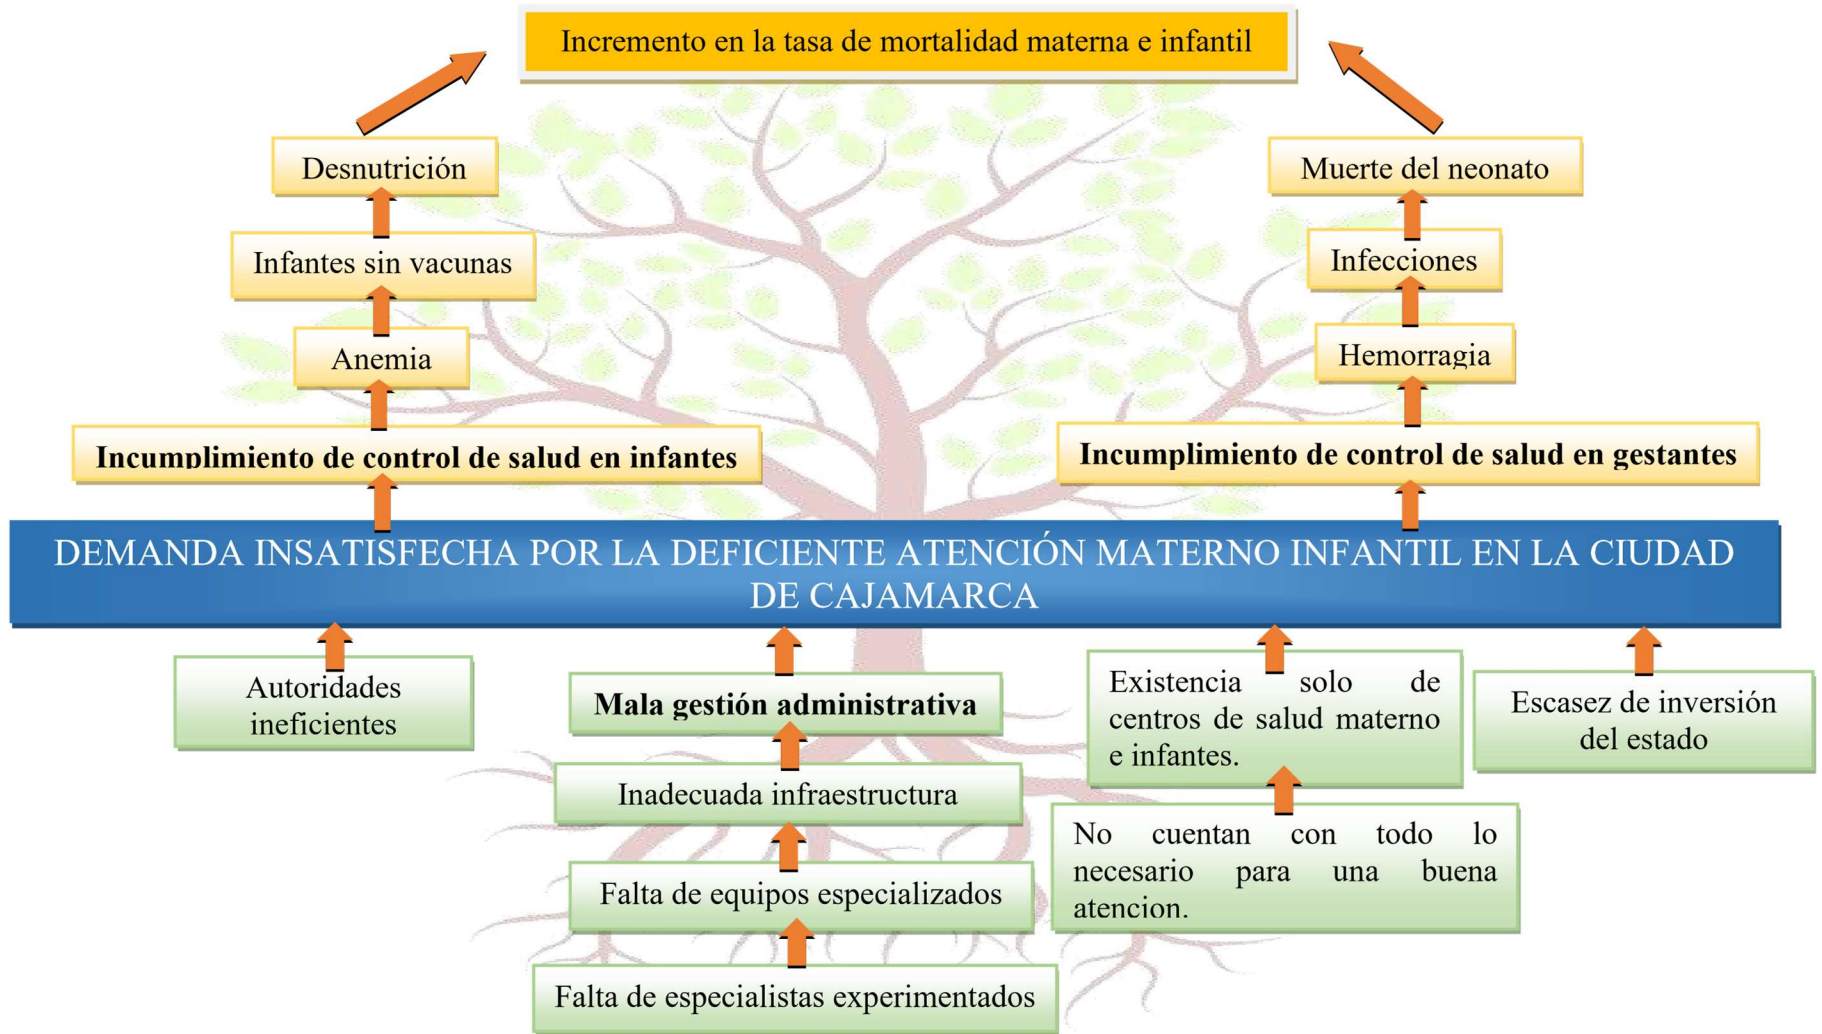 Incremento en la tasa de mortalidad materna e infantil
Desnutrición
Muerte del neonato
Infantes sin vacunas
Infecciones
Anemia
Hemorragia
Incumplimiento de control de salud en infantes
Incumplimiento de control de salud en gestantes
DEMANDA INSATISFECHA POR LA DEFICIENTE ATENCIÓN MATERNO INFANTIL EN LA CIUDAD
DE CAJAMARCA
Autoridades
ineficientes
Mala gestión administrativa
Existencia solo de
centros de salud materno
e infantes.
Escasez de inversión
del estado
Inadecuada infraestructura
No cuentan con todo lo
necesario para una buena
atencion.
Falta de equipos especializados
Falta de especialistas experimentados